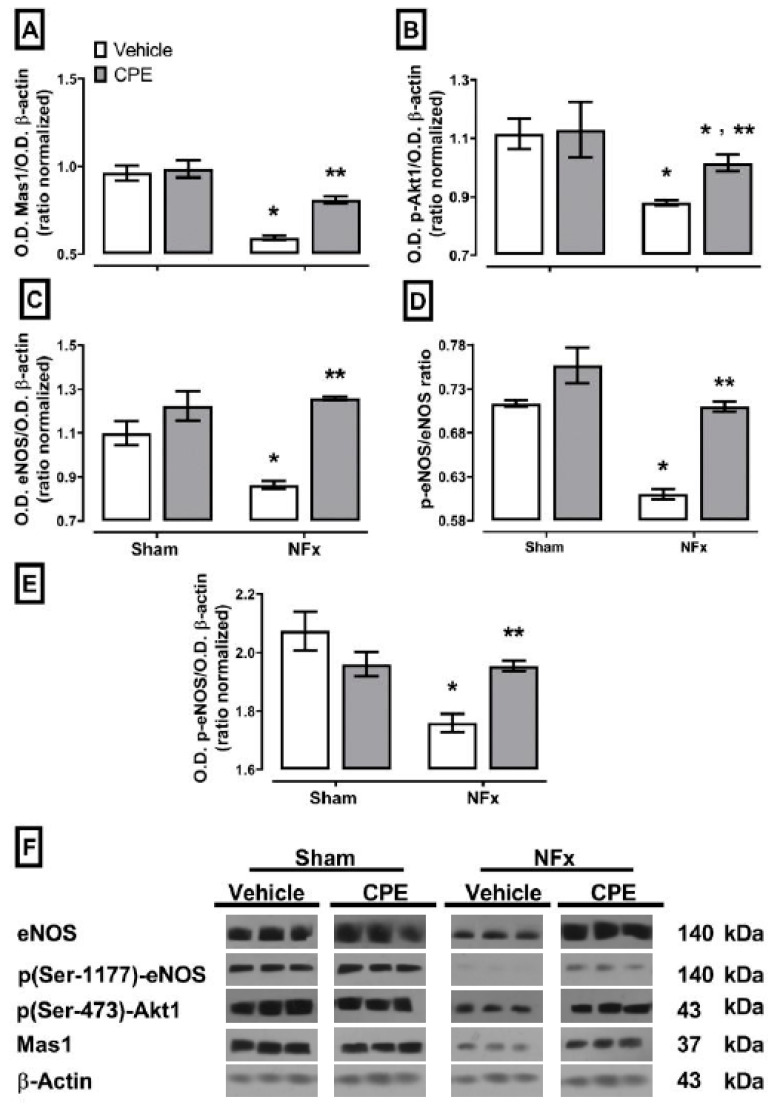 A
Vehicle
CPE
O.D. Mas1/O.D. β-actin
(ratio normalized)
1.5
1.0
0.5
*
**
B
O.D. p-Akt1/O.D. β-actin
(ratio normalized)
1.3
1.1
0.9
0.7
*
* , **
C
O.D. eNOS/O.D. β-actin
(ratio normalized)
1.5
1.3
1.1
0.9
0.7
*
**
Sham
NFx
D
p-eNOS/eNOS ratio
0.78
0.73
0.68
0.63
0.58
*
**
Sham
NFx
E
O.D. p-eNOS/O.D. β-actin
(ratio normalized)
2.2
2.0
1.8
1.6
*
**
Sham
NFx
F
Sham NFx
Vehicle CPE Vehicle CPE
eNOS 140 kDa
p(Ser-1177)-eNOS 140 kDa
p(Ser-473)-Akt1 43 kDa
Mas1 37 kDa
β-Actin 43 kDa